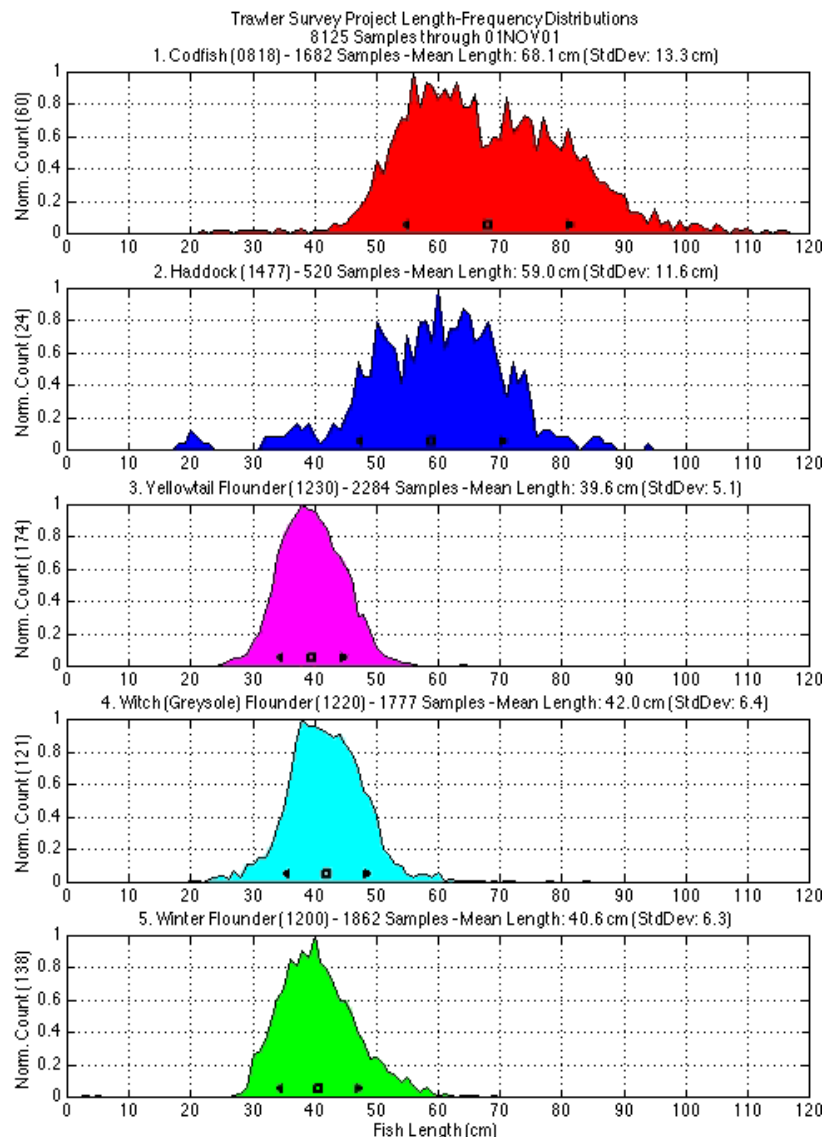 Trawler Survey Project Length-Frequency Distributions
8125 Samples through 01NOV01
1. Codfish (0818) - 1682 Samples - Mean Length: 68.1 cm (StdDev: 13.3 cm)
1
0.8
0.6
0.4
0.2
0
Norm. Count (60)
0 10 20 30 40 50 60 70 80 90 100 110 120
2. Haddock (1477) - 520 Samples - Mean Length: 59.0 cm (StdDev: 11.6 cm)
1
0.8
0.6
0.4
0.2
0
Norm. Count (24)
0 10 20 30 40 50 60 70 80 90 100 110 120
3. Yellowtail Flounder (1230) - 2284 Samples - Mean Length: 39.6 cm (StdDev: 5.1)
1
0.8
0.6
0.4
0.2
0
Norm. Count (174)
0 10 20 30 40 50 60 70 80 90 100 110 120
4. Witch (Greysole) Flounder (1220) - 1777 Samples - Mean Length: 42.0 cm (StdDev: 6.4)
1
0.8
0.6
0.4
0.2
0
Norm. Count (121)
0 10 20 30 40 50 60 70 80 90 100 110 120
5. Winter Flounder (1200) - 1862 Samples - Mean Length: 40.6 cm (StdDev: 6.3)
1
0.8
0.6
0.4
0.2
0
Norm. Count (138)
0 10 20 30 40 50 60 70 80 90 100 110 120
Fish Length (cm)